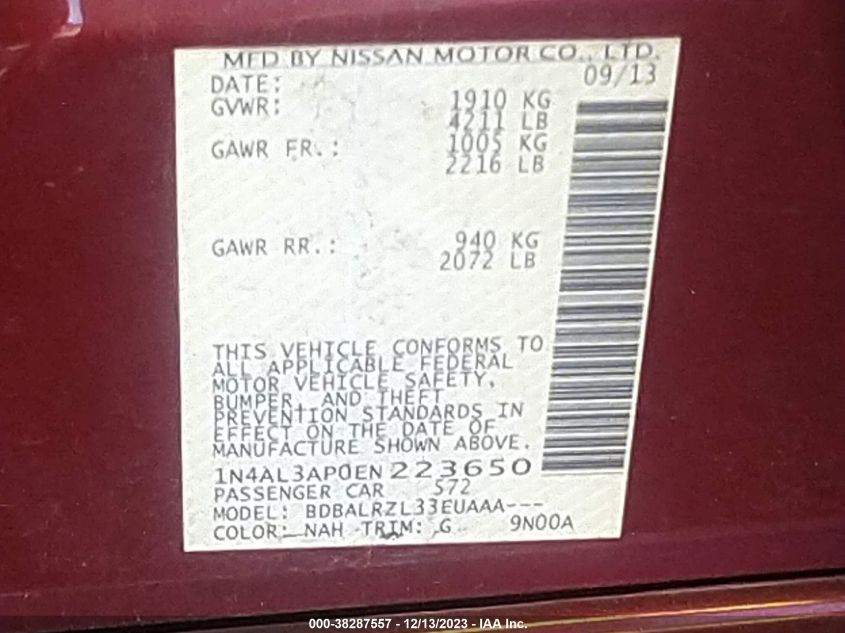 MFD BY NISSAN MOTOR CO., LTD.
DATE: 09/13
GVWR: 1910 KG
4211 LB
GAWR FR.: 1005 KG
2216 LB
GAWR RR.: 940 KG
2072 LB
THIS VEHICLE CONFORMS TO
ALL APPLICABLE FEDERAL
MOTOR VEHICLE SAFETY,
BUMPER, AND THEFT
PREVENTION STANDARDS IN
EFFECT ON THE DATE OF
MANUFACTURE SHOWN ABOVE.
1N4AL3AP0EN 223650
PASSENGER CAR 572
MODEL: BDBALRZL33EUAAA---
COLOR: NAH TRIM: G 9N00A
000-38287557 - 12/13/2023 - IAA Inc.